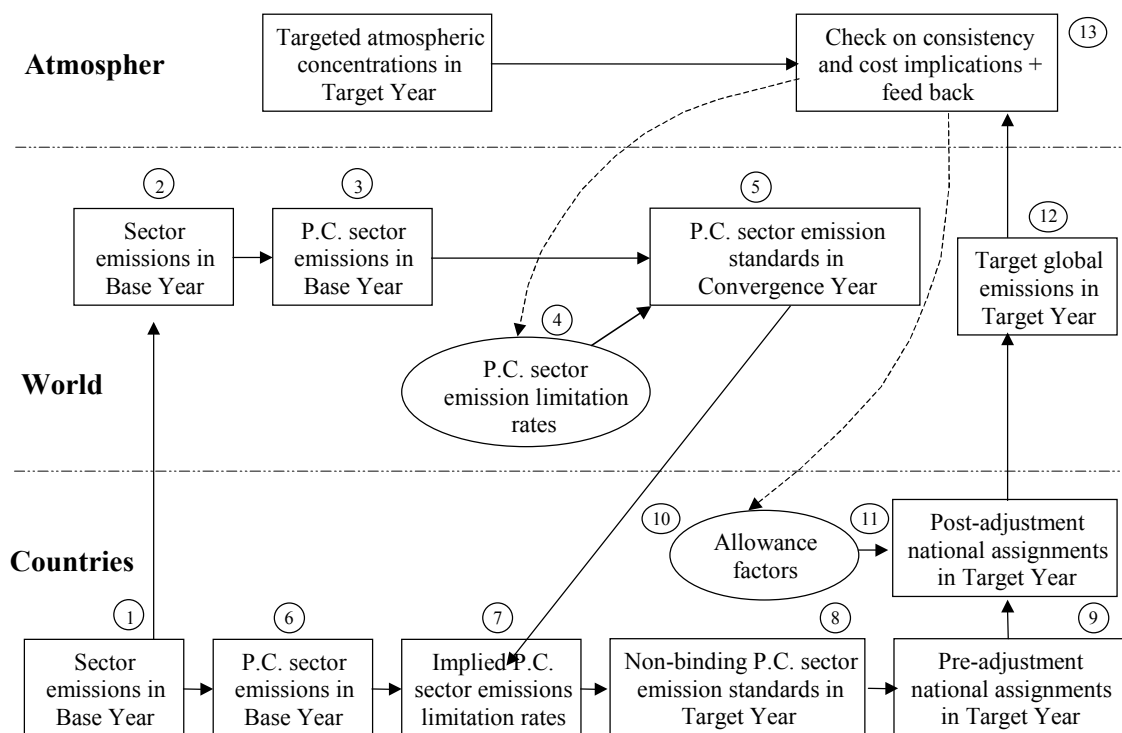 Targeted atmospheric
concentrations in
Target Year
Check on consistency
and cost implications +
feed back
13
Atmospher
2
3
5
12
Sector
emissions in
Base Year
P.C. sector
emissions in
Base Year
P.C. sector emission
standards in
Convergence Year
Target global
emissions in
Target Year
4
P.C. sector
emission limitation
rates
World
10
11
Allowance
factors
Post-adjustment
national assignments
in Target Year
Countries
1
6
7
8
9
Sector
emissions in
Base Year
P.C. sector
emissions in
Base Year
Implied P.C.
sector emissions
limitation rates
Non-binding P.C. sector
emission standards in
Target Year
Pre-adjustment
national assignments
in Target Year